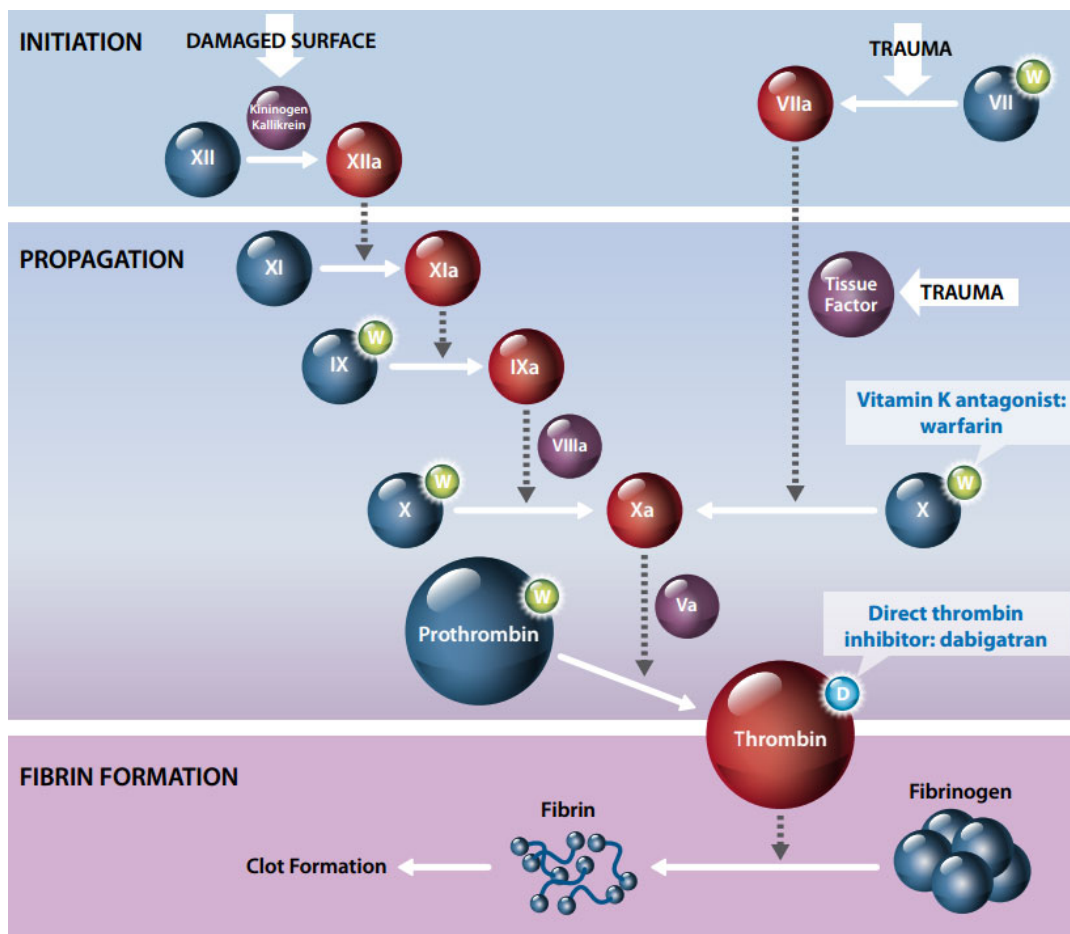 INITIATION
DAMAGED SURFACE
TRAUMA
Kininogen
Kallikrein
XII
XIIa
VIIa
VII
W
PROPAGATION
XI
XIa
Tissue
Factor
TRAUMA
IX
W
IXa
VIIIa
Vitamin K antagonist:
warfarin
X
W
Xa
X
W
Prothrombin
W
Va
Direct thrombin
inhibitor: dabigatran
Thrombin
D
FIBRIN FORMATION
Fibrin
Fibrinogen
Clot Formation